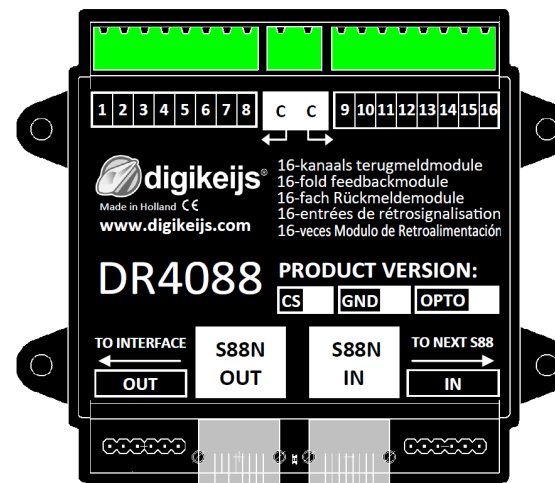 1 2 3 4 5 6 7 8 C C 9 10 11 12 13 14 15 16
digikeijs®
Made in Holland CE
www.digikeijs.com
16-kanaals terugmeldmodule
16-fold feedbackmodule
16-fach Rückmeldemodule
16-entrées de rétrosignalisation
16-veces Modulo de Retroalimentación
DR4088
PRODUCT VERSION:
CS GND OPTO
TO INTERFACE
OUT
S88N
OUT
S88N
IN
TO NEXT S88
IN